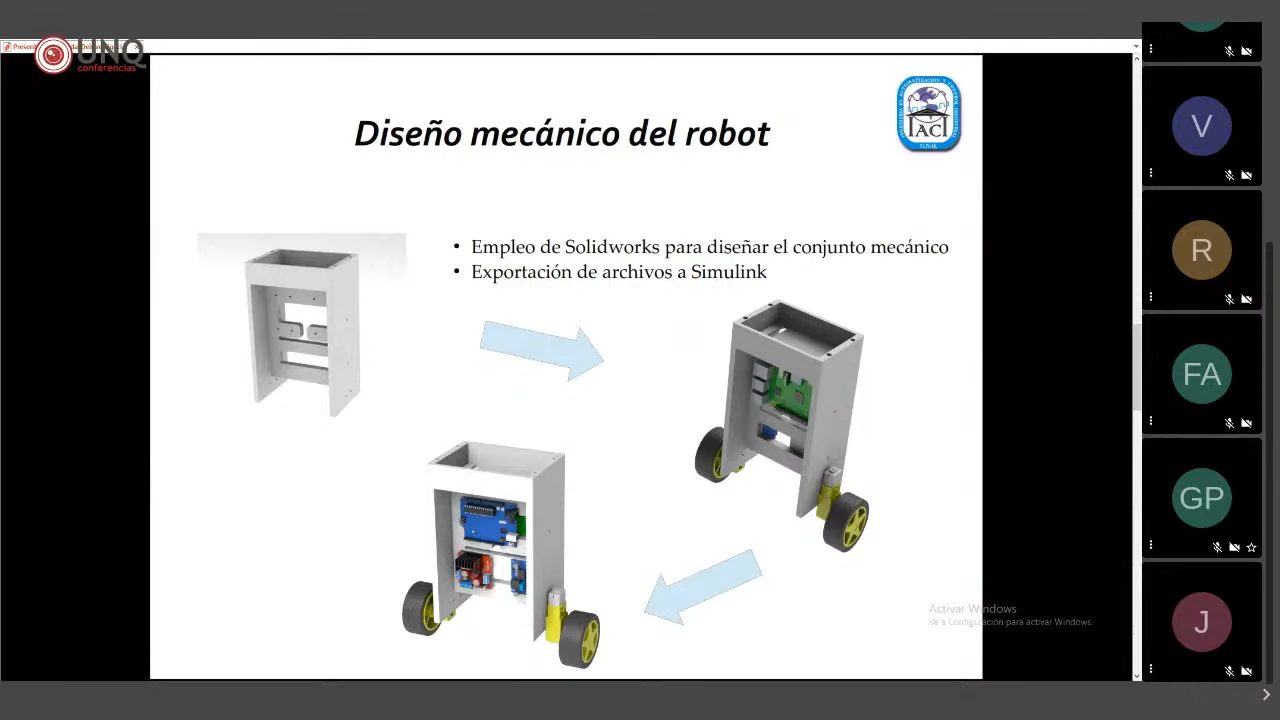 UNQ
conferencias
Diseño mecánico del robot
IACI
U.N.Q.
• Empleo de Solidworks para diseñar el conjunto mecánico
• Exportación de archivos a Simulink
Activar Windows
Ve a Configuración para activar Windows.
V
R
FA
GP
J